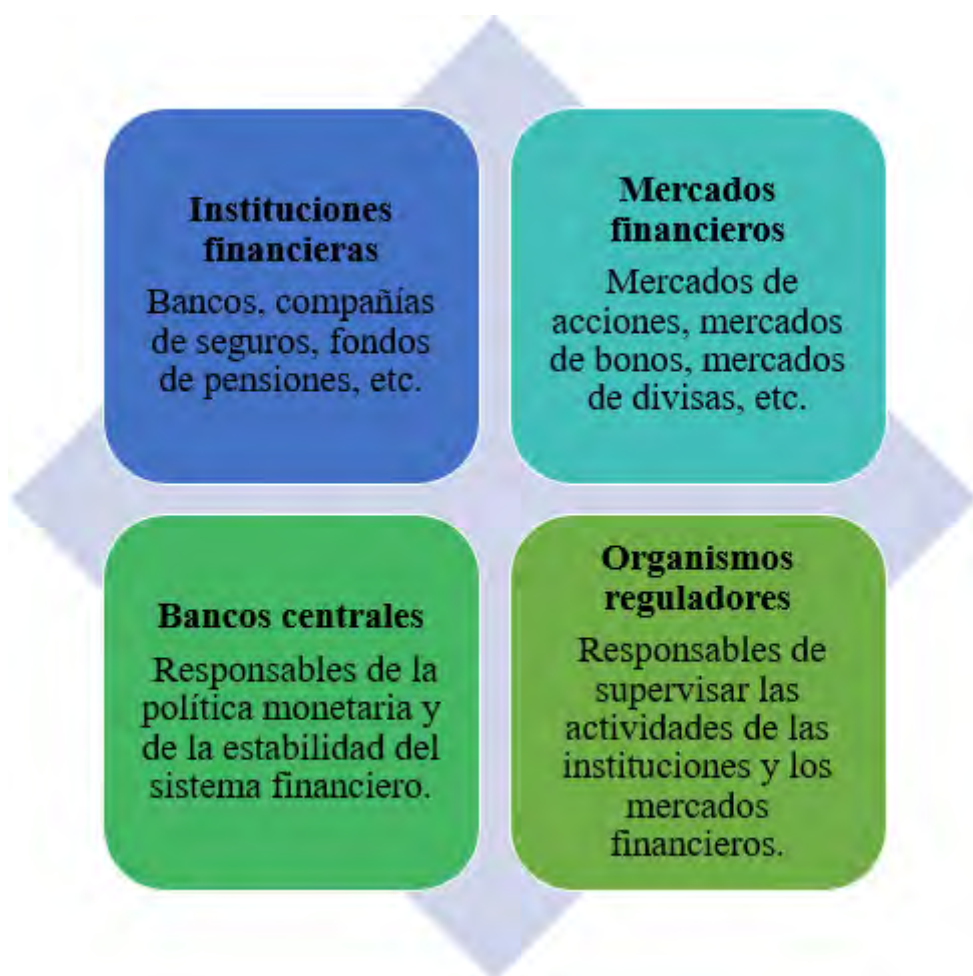 Instituciones
financieras
Bancos, compañías
de seguros, fondos
de pensiones, etc.
Mercados
financieros
Mercados de
acciones, mercados
de bonos, mercados
de divisas, etc.
Bancos centrales
Responsables de la
política monetaria y
de la estabilidad del
sistema financiero.
Organismos
reguladores
Responsables de
supervisar las
actividades de las
instituciones y los
mercados
financieros.